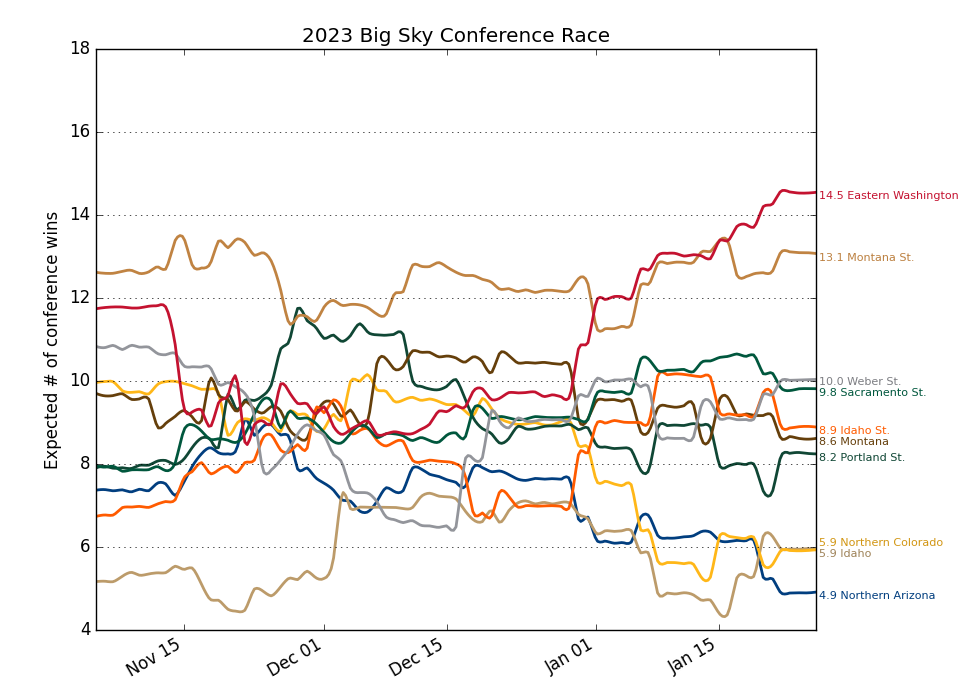 2023 Big Sky Conference Race
Expected # of conference wins
18
16
14
12
10
8
6
4
Nov 15
Dec 01
Dec 15
Jan 01
Jan 15
14.5 Eastern Washington
13.1 Montana St.
10.0 Weber St.
9.8 Sacramento St.
8.9 Idaho St.
8.6 Montana
8.2 Portland St.
5.9 Northern Colorado
5.9 Idaho
4.9 Northern Arizona